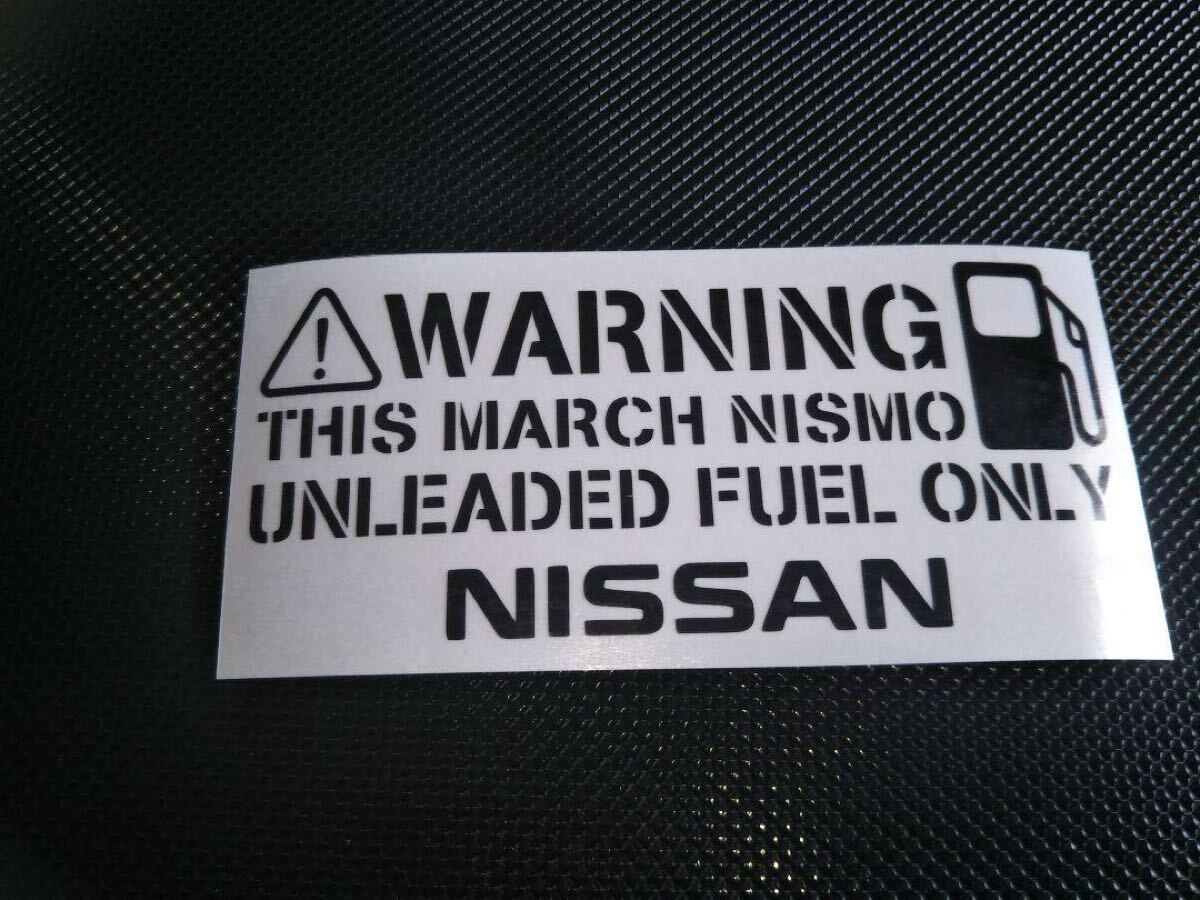 WARNING
THIS MARCH NISMO
UNLEADED FUEL ONLY
NISSAN